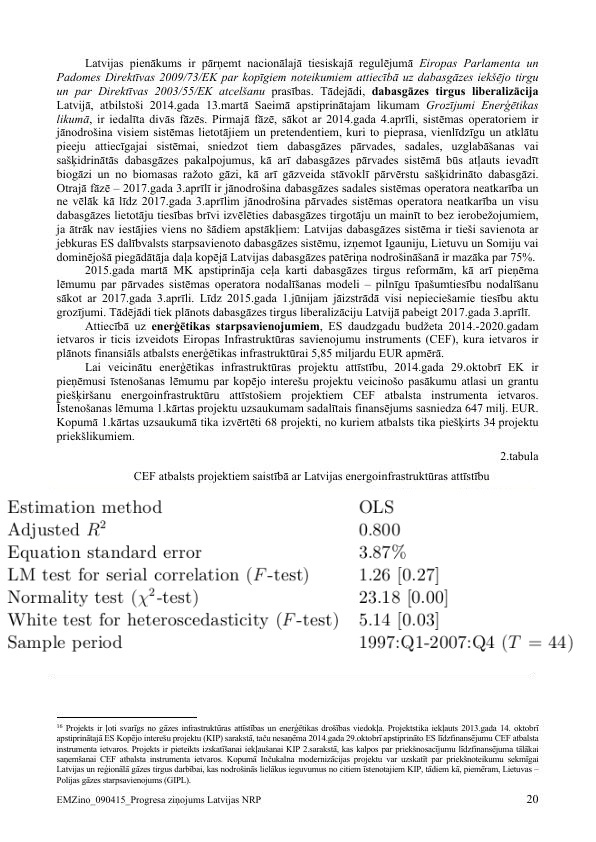 Latvijas pienākums ir pārņemt nacionālajā tiesiskajā regulējumā Eiropas Parlamenta un
Padomes Direktīvas 2009/73/EK par kopīgiem noteikumiem attiecībā uz dabasgāzes iekšējo tirgu
un par Direktīvas 2003/55/EK atcelšanu prasības. Tādejādi, dabasgāzes tirgus liberalizācija
Latvijā, atbilstoši 2014.gada 13.martā Saeimā apstiprinātajam likumam Grozījumi Enerģētikas
likumā, ir iedalīta divās fāzēs. Pirmajā fāzē, sākot ar 2014.gada 4.aprīli, sistēmas operatoriem ir
jānodrošina visiem sistēmas lietotājiem un pretendentiem, kuri to pieprasa, vienlīdzīgu un atklātu
pieeju attiecīgajai sistēmai, sniedzot tiem dabasgāzes pārvades, sadales, uzglabāšanas vai
sašķidrinātās dabasgāzes pakalpojumus, kā arī dabasgāzes pārvades sistēmā būs atļauts ievadīt
biogāzi un no biomasas ražoto gāzi, kā arī gāzveida stāvoklī pārvērstu sašķidrināto dabasgāzi.
Otrajā fāzē – 2017.gada 3.aprīlī ir jānodrošina dabasgāzes sadales sistēmas operatora neatkarība un
ne vēlāk kā līdz 2017.gada 3.aprīlim jānodrošina pārvades sistēmas operatora neatkarība un visu
dabasgāzes lietotāju tiesības brīvi izvēlēties dabasgāzes tirgotāju un mainīt to bez ierobežojumiem,
ja ātrāk nav iestājies viens no šādiem apstākļiem: Latvijas dabasgāzes sistēma ir tieši savienota ar
jebkuras ES dalībvalsts starpsavienoto dabasgāzes sistēmu, izņemot Igauniju, Lietuvu un Somiju vai
dominējošā piegādātāja daļa kopējā Latvijas dabasgāzes patēriņa nodrošināšanā ir mazāka par 75%.
2015.gada martā MK apstiprināja ceļa karti dabasgāzes tirgus reformām, kā arī pieņēma
lēmumu par pārvades sistēmas operatora nodalīšanas modeli – pilnīgu īpašumtiesību nodalīšanu
sākot ar 2017.gada 3.aprīli. Līdz 2015.gada 1.jūnijam jāizstrādā visi nepieciešamie tiesību aktu
grozījumi. Tādējādi tiek plānots dabasgāzes tirgus liberalizāciju Latvijā pabeigt 2017.gada 3.aprīlī.
Attiecībā uz enerģētikas starpsavienojumiem, ES daudzgadu budžeta 2014.-2020.gadam
ietvaros ir ticis izveidots Eiropas Infrastruktūras savienojumu instruments (CEF), kura ietvaros ir
plānots finansiāls atbalsts enerģētikas infrastruktūrai 5,85 miljardu EUR apmērā.
Lai veicinātu enerģētikas infrastruktūras projektu attīstību, 2014.gada 29.oktobrī EK ir
pieņēmusi īstenošanas lēmumu par kopējo interešu projektu veicinošo pasākumu atlasi un grantu
piešķiršanu energoinfrastruktūru attīstošiem projektiem CEF atbalsta instrumenta ietvaros.
Īstenošanas lēmuma 1.kārtas projektu uzsaukumam sadalītais finansējums sasniedza 647 milj. EUR.
Kopumā 1.kārtas uzsaukumā tika izvērtēti 68 projekti, no kuriem atbalsts tika piešķirts 34 projektu
priekšlikumiem.
2.tabula
CEF atbalsts projektiem saistībā ar Latvijas energoinfrastruktūras attīstību
Estimation method OLS
Adjusted R² 0.800
Equation standard error 3.87%
LM test for serial correlation (F-test) 1.26 [0.27]
Normality test (χ²-test) 23.18 [0.00]
White test for heteroscedasticity (F-test) 5.14 [0.03]
Sample period 1997:Q1-2007:Q4 (T = 44)
¹⁶ Projekts ir ļoti svarīgs no gāzes infrastruktūras attīstības un enerģētikas drošības viedokļa. Projektstika iekļauts 2013.gada 14. oktobrī
apstiprinātajā ES Kopējo interešu projektu (KIP) sarakstā, taču nesaņēma 2014.gada 29.oktobrī apstiprināto ES līdzfinansējumu CEF atbalsta
instrumenta ietvaros. Projekts ir pieteikts izskatīšanai iekļaušanai KIP 2.sarakstā, kas kalpos par priekšnosacījumu līdzfinansējuma tālākai
saņemšanai CEF atbalsta instrumenta ietvaros. Kopumā Inčukalna modernizācijas projektu var uzskatīt par priekšnoteikumu sekmīgai
Latvijas un reģionālā gāzes tirgus darbībai, kas nodrošinās lielākus ieguvumus no citiem īstenotajiem KIP, tādiem kā, piemēram, Lietuvas –
Polijas gāzes starpsavienojums (GIPL).
EMZino_090415_Progresa ziņojums Latvijas NRP 20